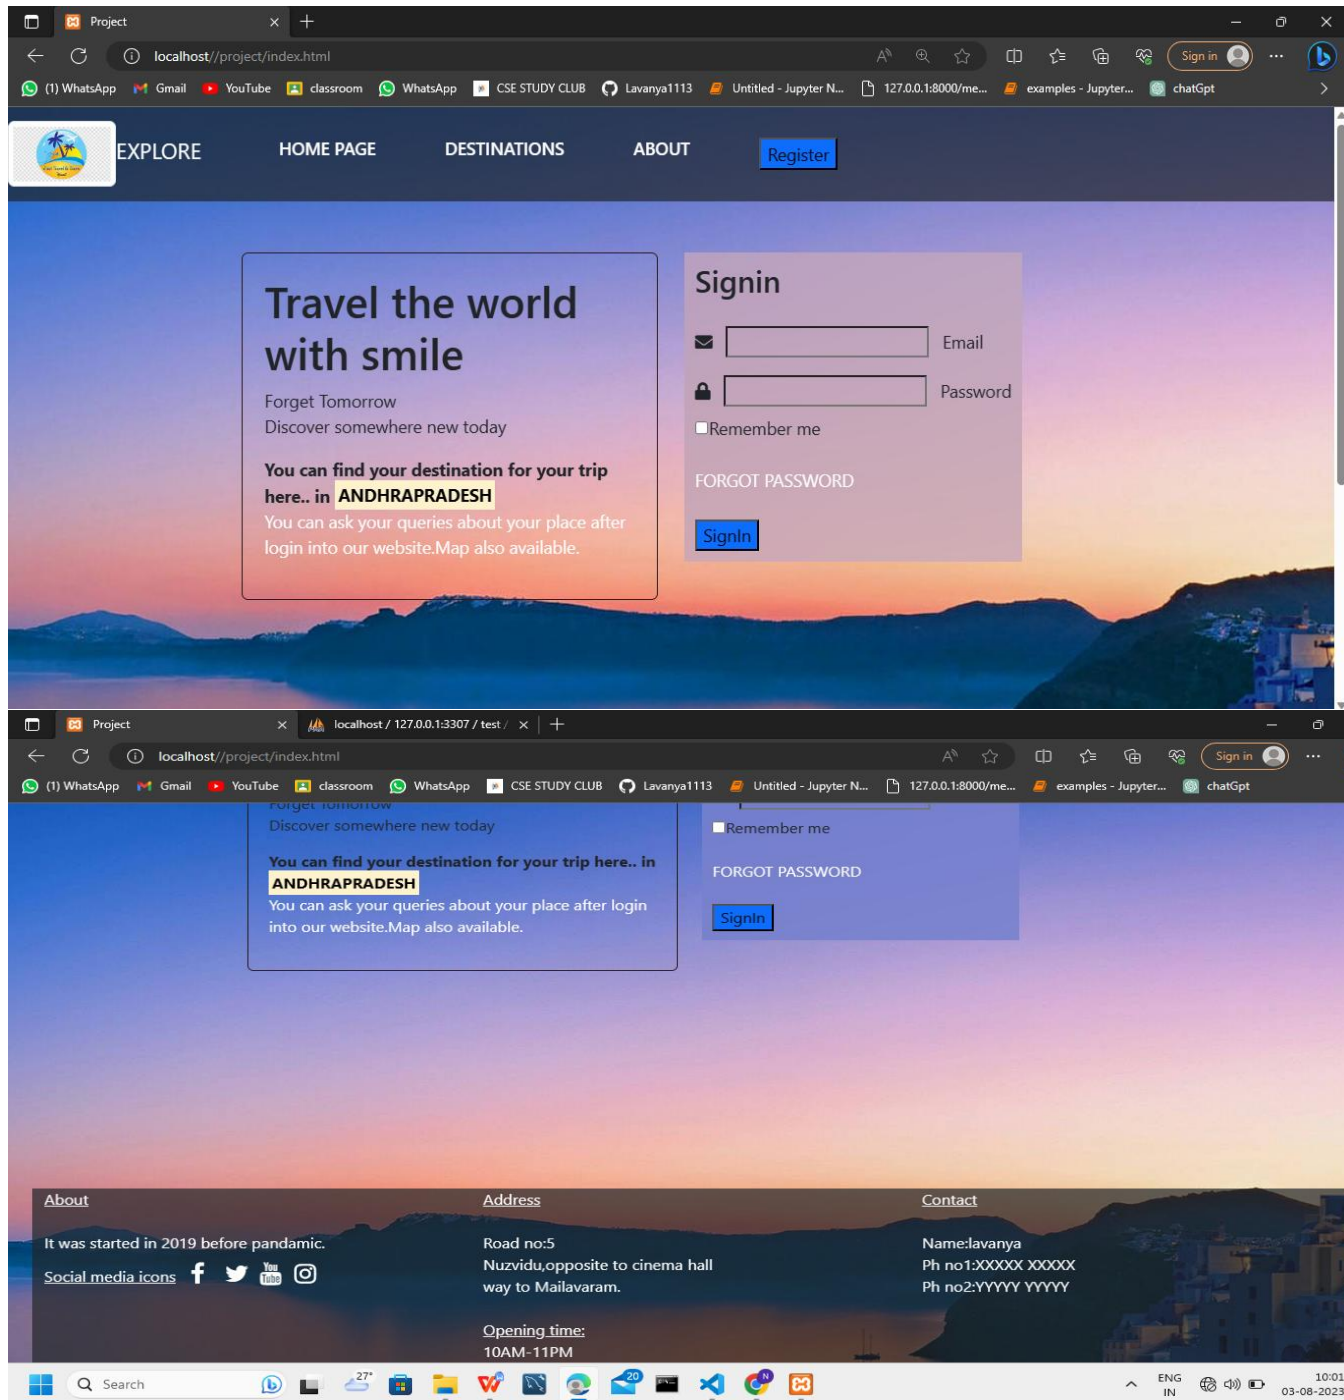 Project
localhost//project/index.html
Sign in
(1) WhatsApp Gmail YouTube classroom WhatsApp CSE STUDY CLUB Lavanya1113 Untitled - Jupyter N... 127.0.0.1:8000/me... examples - Jupyter... chatGpt
EXPLORE HOME PAGE DESTINATIONS ABOUT Register
Travel the world
with smile
Forget Tomorrow
Discover somewhere new today
You can find your destination for your trip
here.. in ANDHRAPRADESH
You can ask your queries about your place after
login into our website.Map also available.
Signin
Email
Password
Remember me
FORGOT PASSWORD
SignIn
Project localhost / 127.0.0.1:3307 / test /
localhost//project/index.html
Sign in
(1) WhatsApp Gmail YouTube classroom WhatsApp CSE STUDY CLUB Lavanya1113 Untitled - Jupyter N... 127.0.0.1:8000/me... examples - Jupyter... chatGpt
Forget Tomorrow
Discover somewhere new today
You can find your destination for your trip here.. in
ANDHRAPRADESH
You can ask your queries about your place after login
into our website.Map also available.
Remember me
FORGOT PASSWORD
SignIn
About
It was started in 2019 before pandamic.
Social media icons
You
Tube
Address
Road no:5
Nuzvidu,opposite to cinema hall
way to Mailavaram.
Opening time:
10AM-11PM
Contact
Name:lavanya
Ph no1:XXXXX XXXXX
Ph no2:YYYYY YYYYY
Search
27°
20
ENG
IN
10:05
03-08-2023